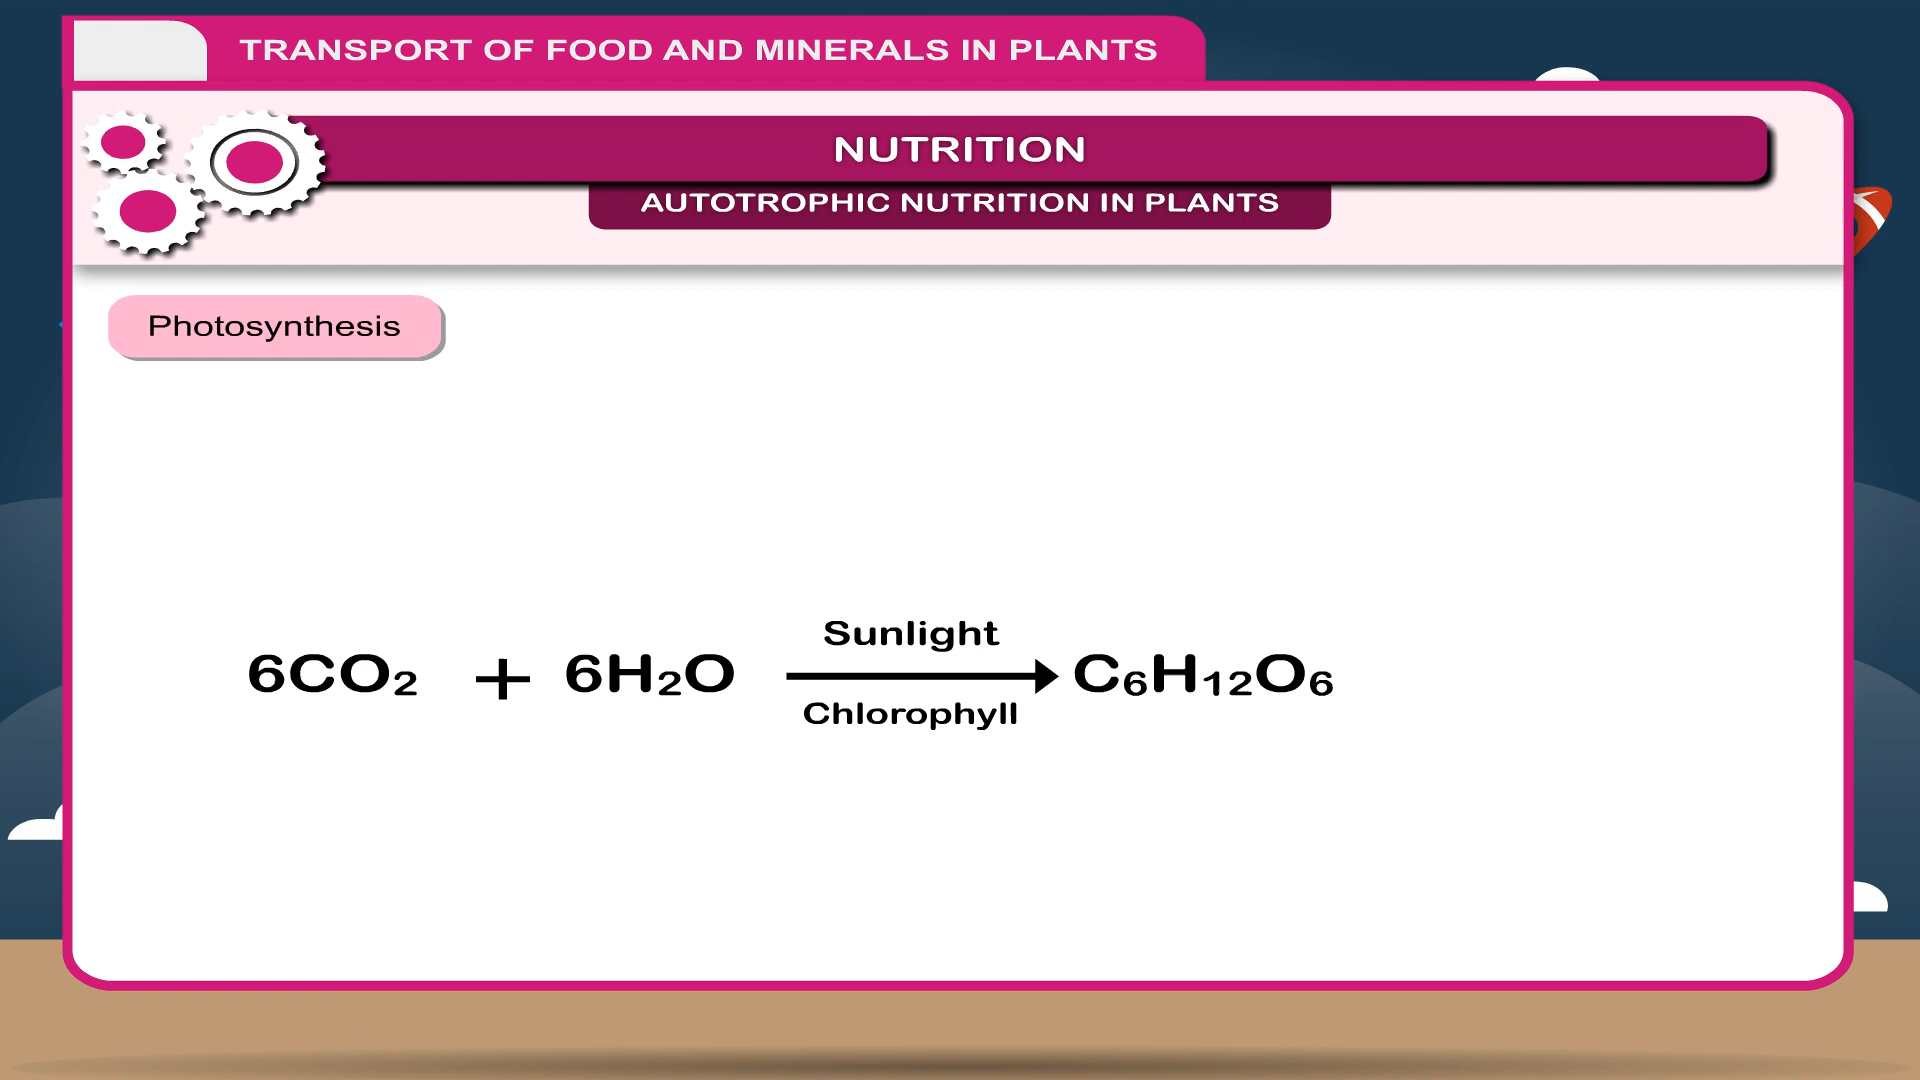 TRANSPORT OF FOOD AND MINERALS IN PLANTS
NUTRITION
AUTOTROPHIC NUTRITION IN PLANTS
Photosynthesis
Sunlight
6CO₂ + 6H₂O ⟶ C₆H₁₂O₆
Chlorophyll